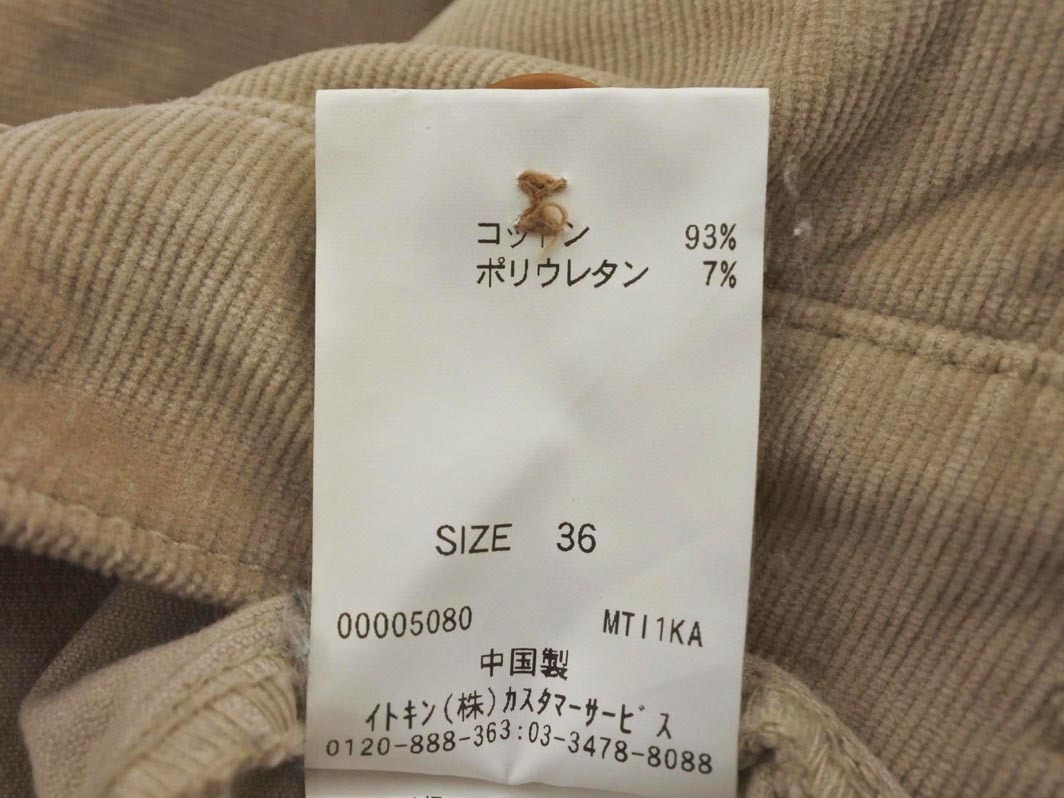 コットン 93%
ポリウレタン 7%
SIZE 36
00005080 MTI1KA
中国製
イトキン(株)カスタマーサービス
0120-888-363:03-3478-8088